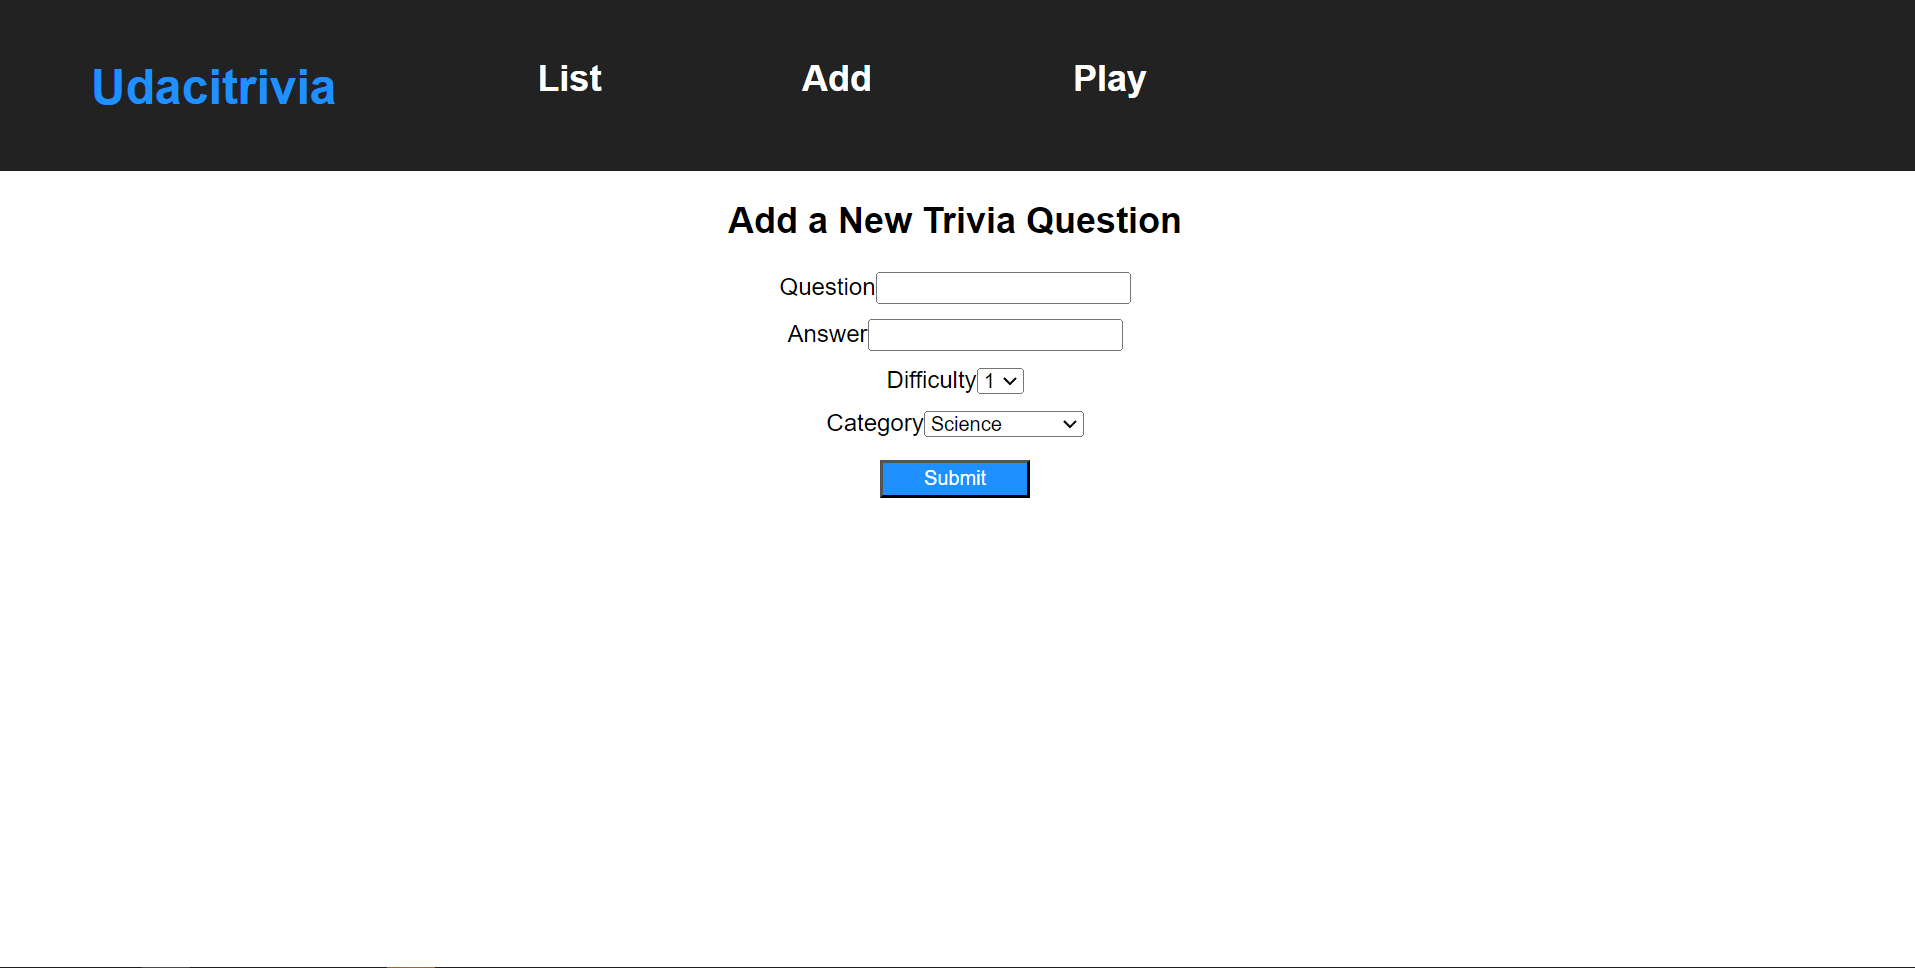 Udacitrivia List Add Play
Add a New Trivia Question
Question
Answer
Difficulty 1
Category Science
Submit